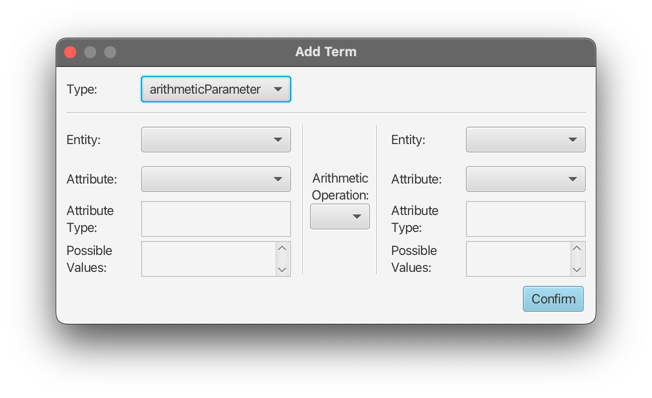 Add Term
Type:
arithmeticParameter
Entity:
Attribute:
Attribute
Type:
Possible
Values:
Arithmetic
Operation:
Entity:
Attribute:
Attribute
Type:
Possible
Values:
Confirm